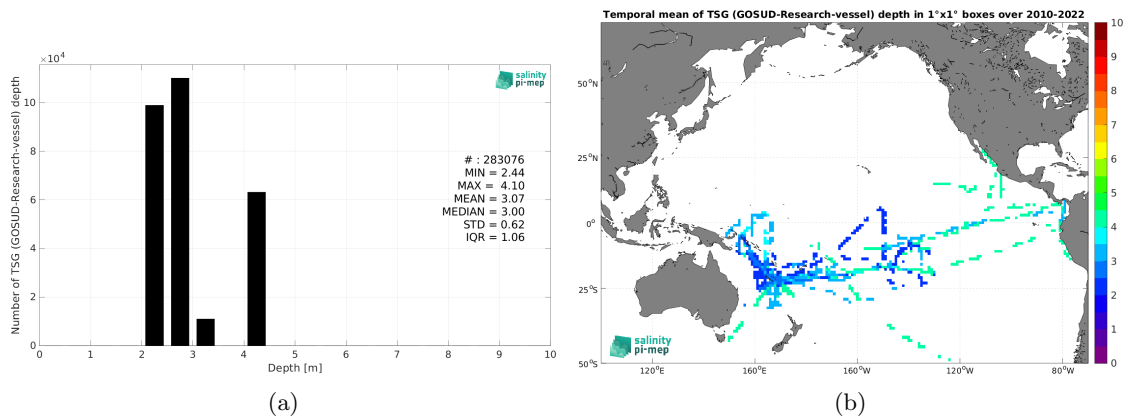 ×10⁴
Number of TSG (GOSUD-Research-vessel) depth
10
8
6
4
2
0
0 1 2 3 4 5 6 7 8 9 10
Depth [m]
salinity
pi-mep
# : 283076
MIN = 2.44
MAX = 4.10
MEAN = 3.07
MEDIAN = 3.00
STD = 0.62
IQR = 1.06
(a)
Temporal mean of TSG (GOSUD-Research-vessel) depth in 1°x1° boxes over 2010-2022
50°N
25°N
0°
25°S
50°S
120°E 160°E 160°W 120°W 80°W
salinity
pi-mep
10
9
8
7
6
5
4
3
2
1
0
(b)